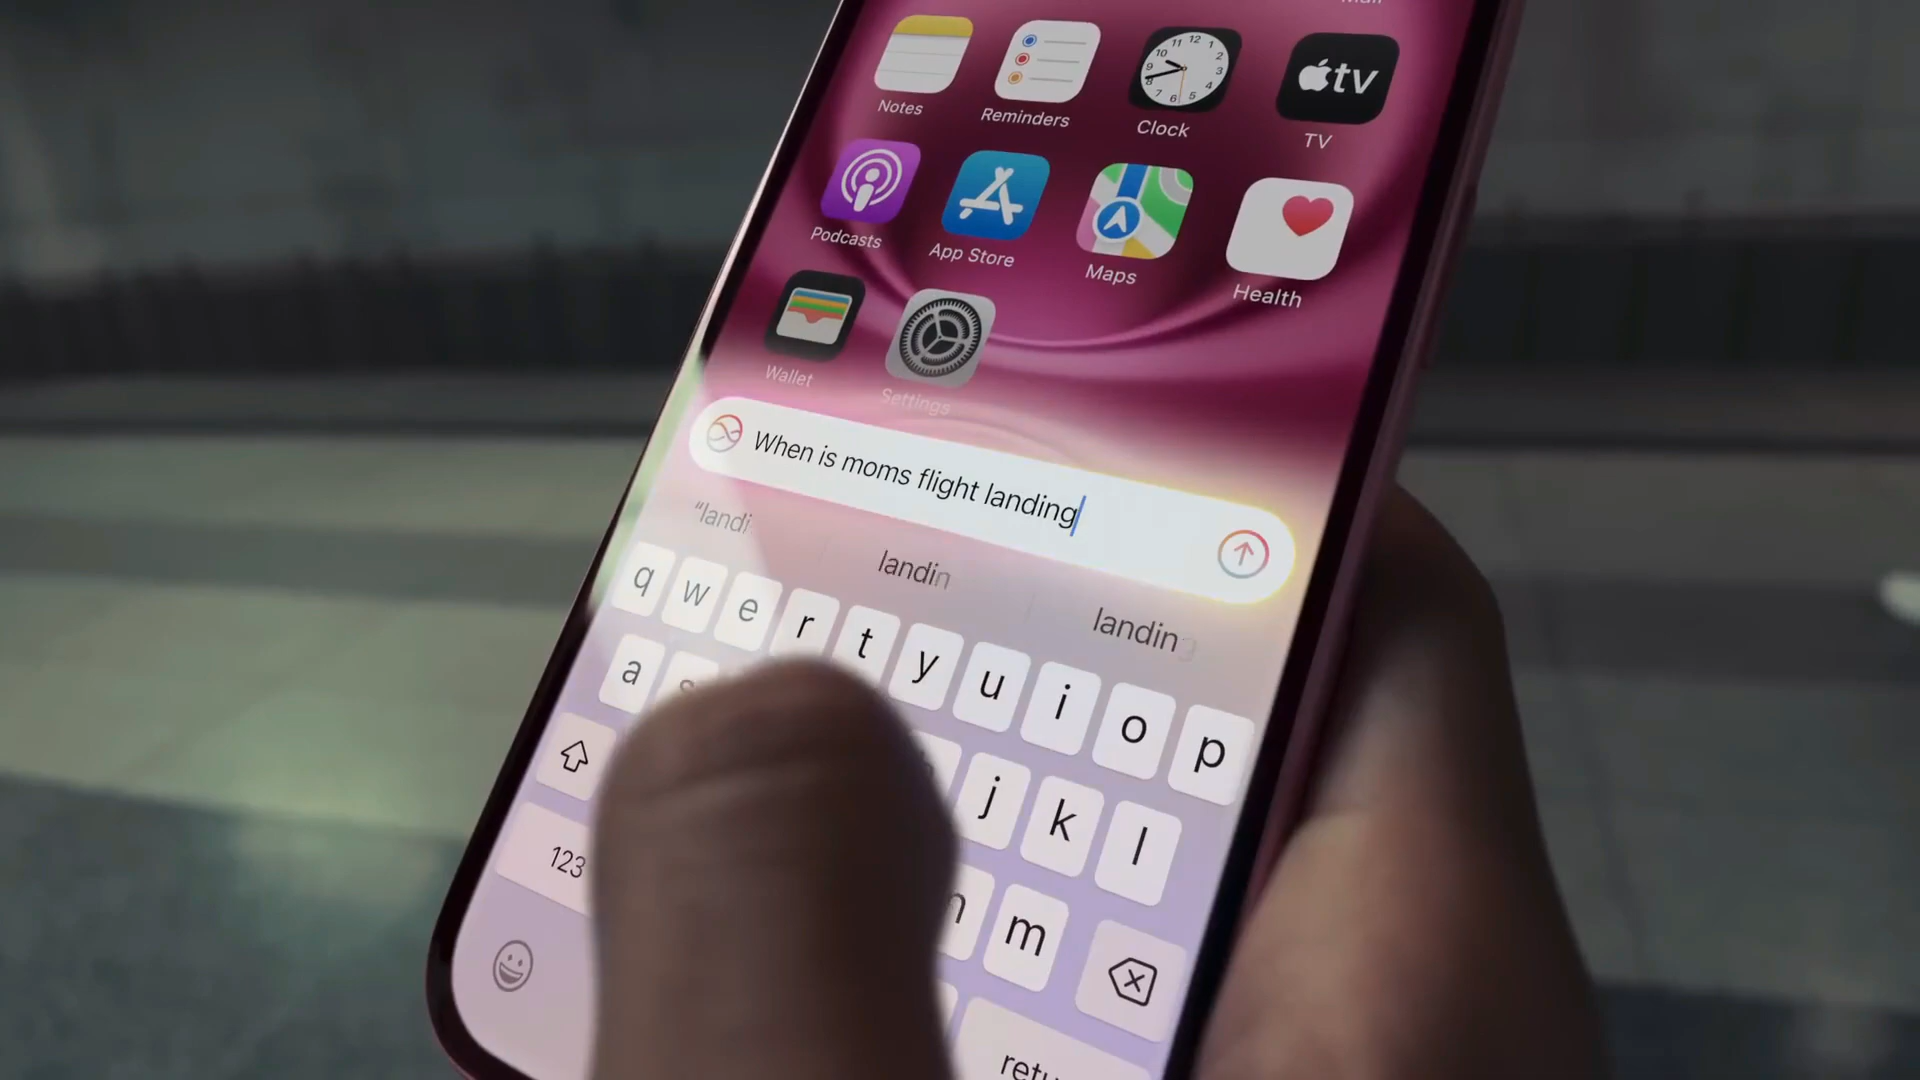 Notes Reminders Clock TV
tv
Podcasts App Store Maps Health
Wallet Settings
When is moms flight landing
"landi landin landing
q w e r t y u i o p
a s j k l
123 n m